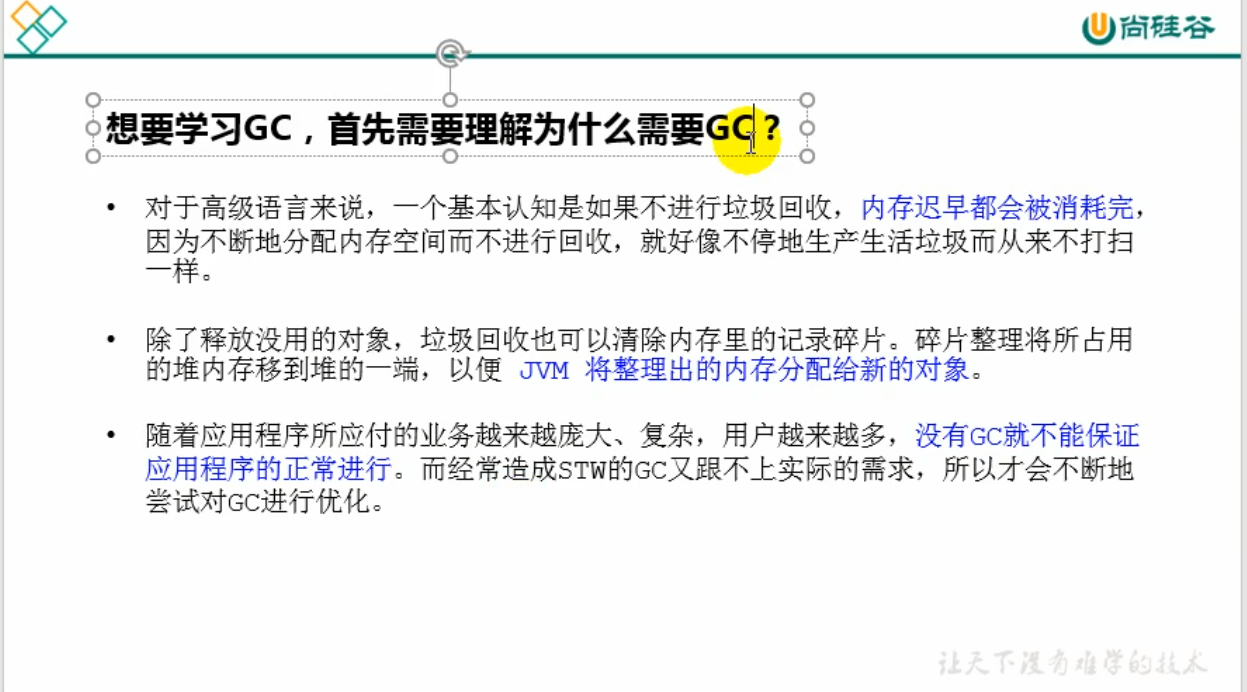 尚硅谷
想要学习GC，首先需要理解为什么需要GC？
• 对于高级语言来说，一个基本认知是如果不进行垃圾回收，内存迟早都会被消耗完，
因为不断地分配内存空间而不进行回收，就好像不停地生产生活垃圾而从来不打扫
一样。
• 除了释放没用的对象，垃圾回收也可以清除内存里的记录碎片。碎片整理将所占用
的堆内存移到堆的一端，以便 JVM 将整理出的内存分配给新的对象。
• 随着应用程序所应付的业务越来越庞大、复杂，用户越来越多，没有GC就不能保证
应用程序的正常进行。而经常造成STW的GC又跟不上实际的需求，所以才会不断地
尝试对GC进行优化。
让天下没有难学的技术